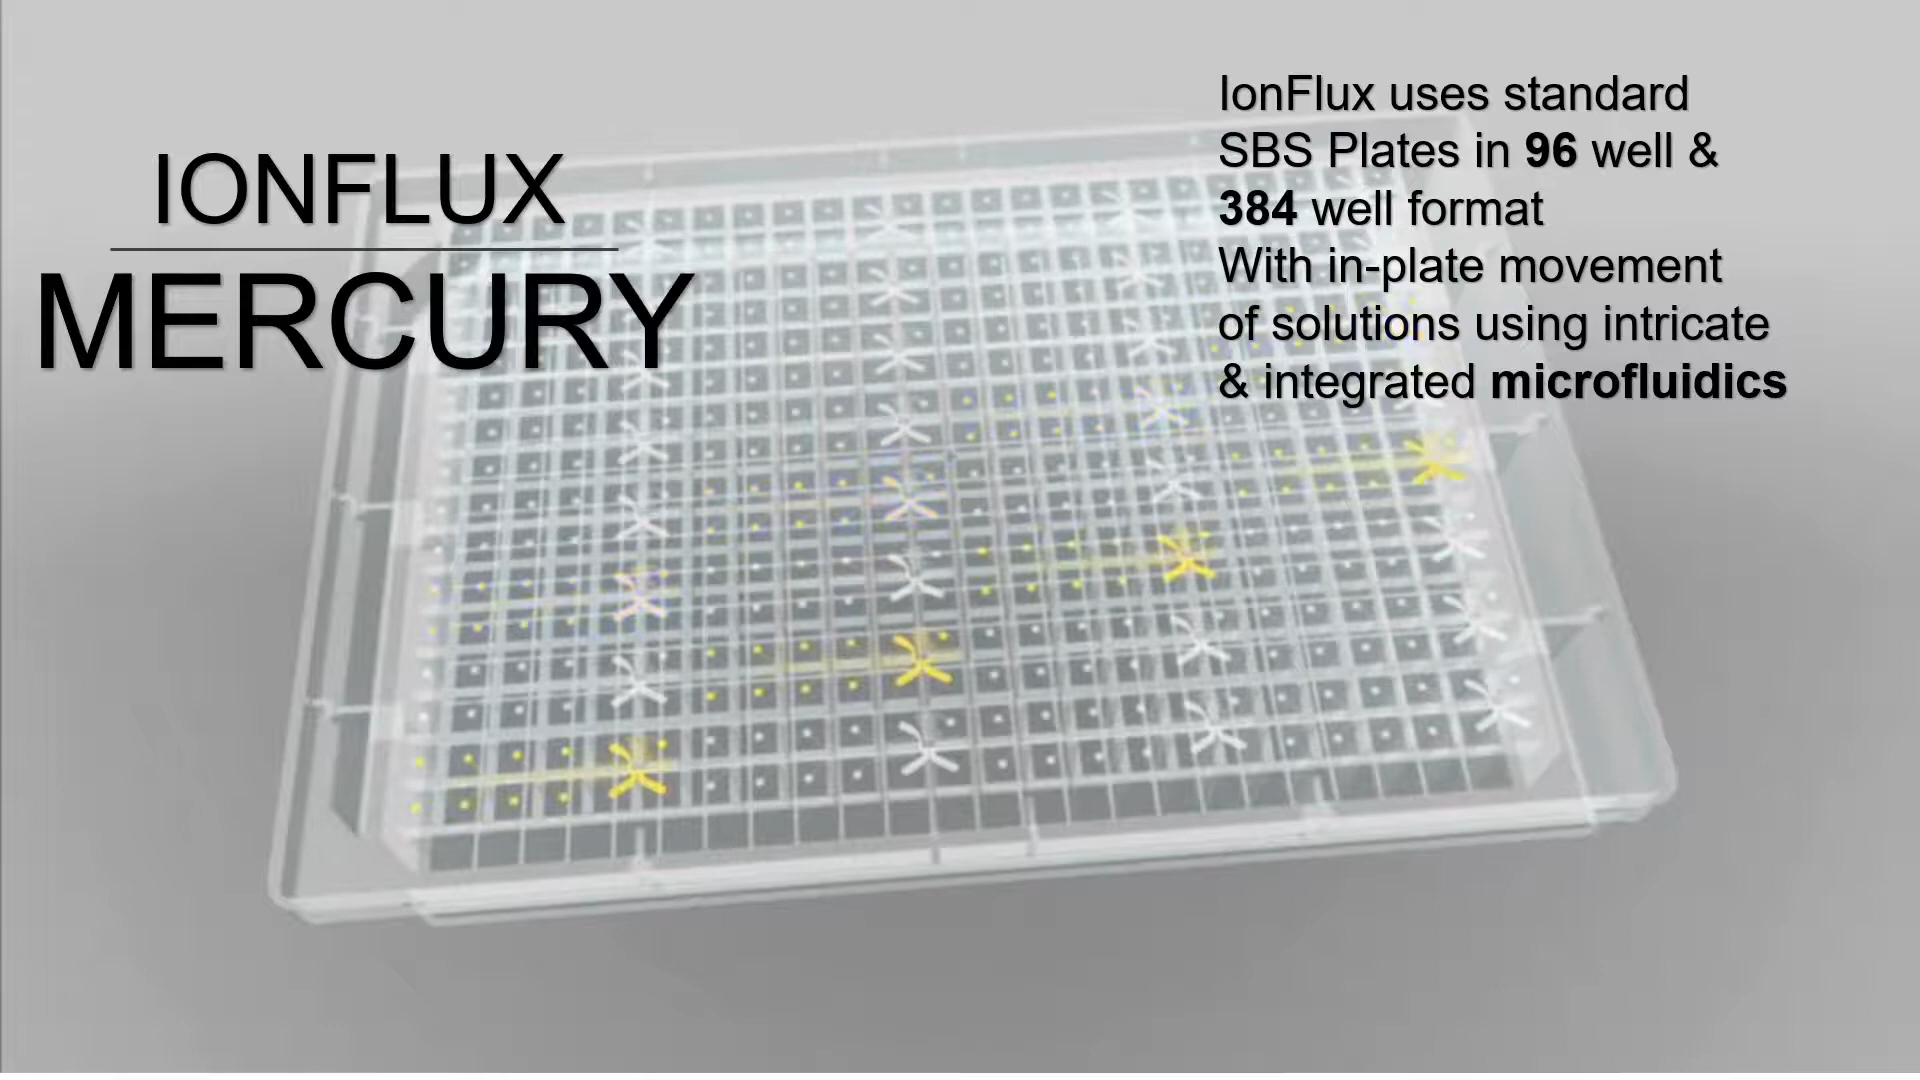 IONFLUX
MERCURY
IonFlux uses standard
SBS Plates in 96 well &
384 well format
With in-plate movement
of solutions using intricate
& integrated microfluidics